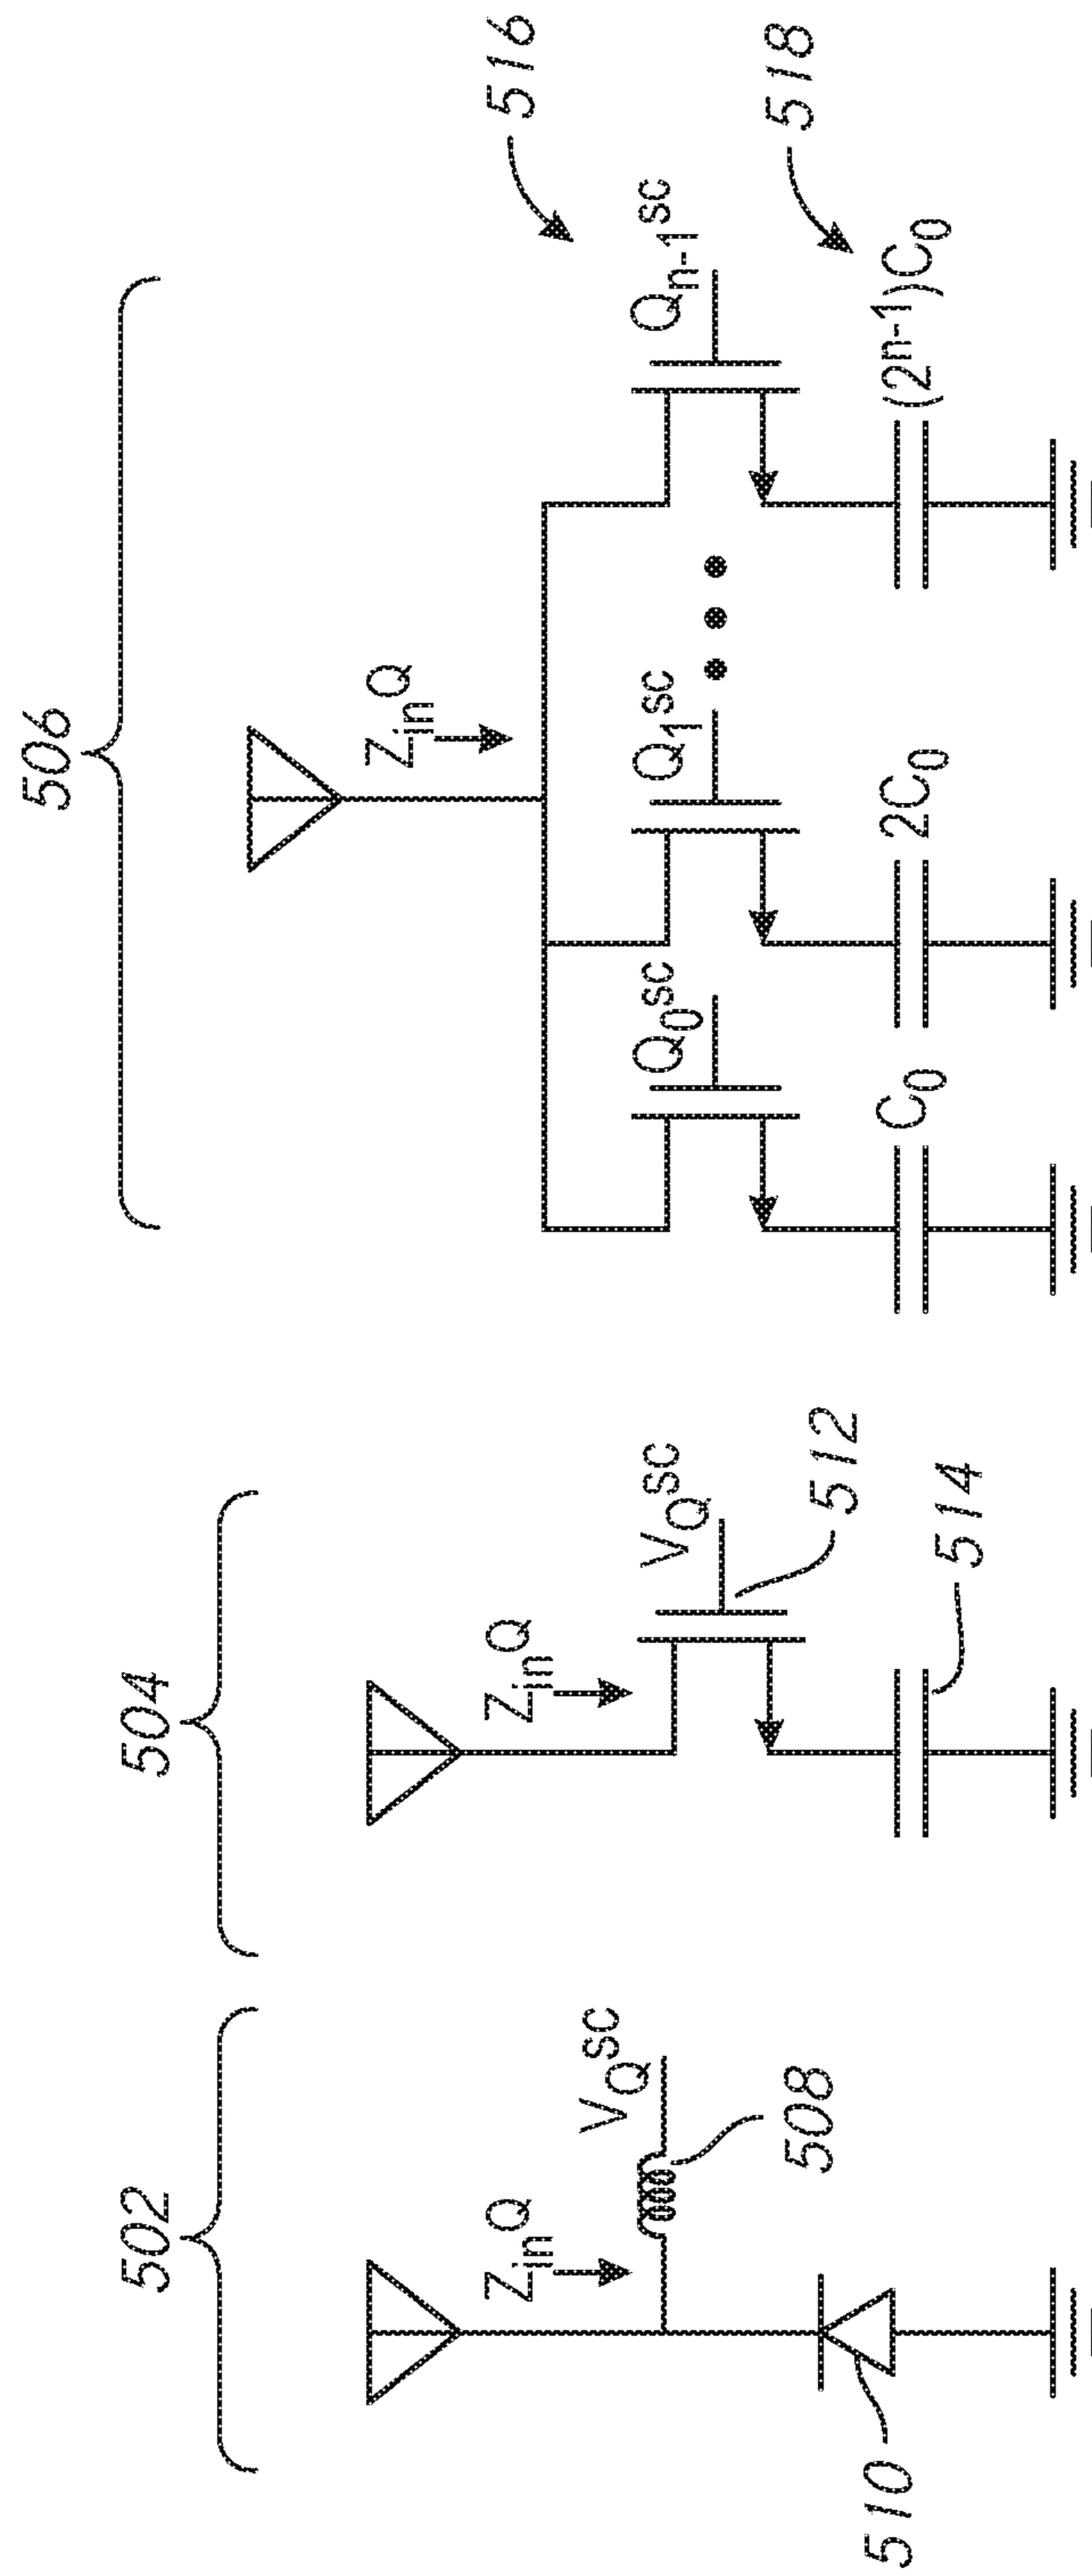 502
Z_in^Q
V_Q^SC
508
510
504
Z_in^Q
V_Q^SC
512
514
506
Z_in^Q
516
Q_0^SC
Q_1^SC
Q_n-1^SC
C_0
2C_0
(2^n-1)C_0
518